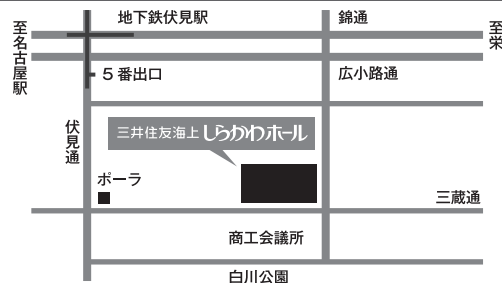 地下鉄伏見駅
錦通
至名古屋駅
至栄
5番出口
広小路通
伏見通
三井住友海上しらかわホール
ポーラ
三蔵通
商工会議所
白川公園